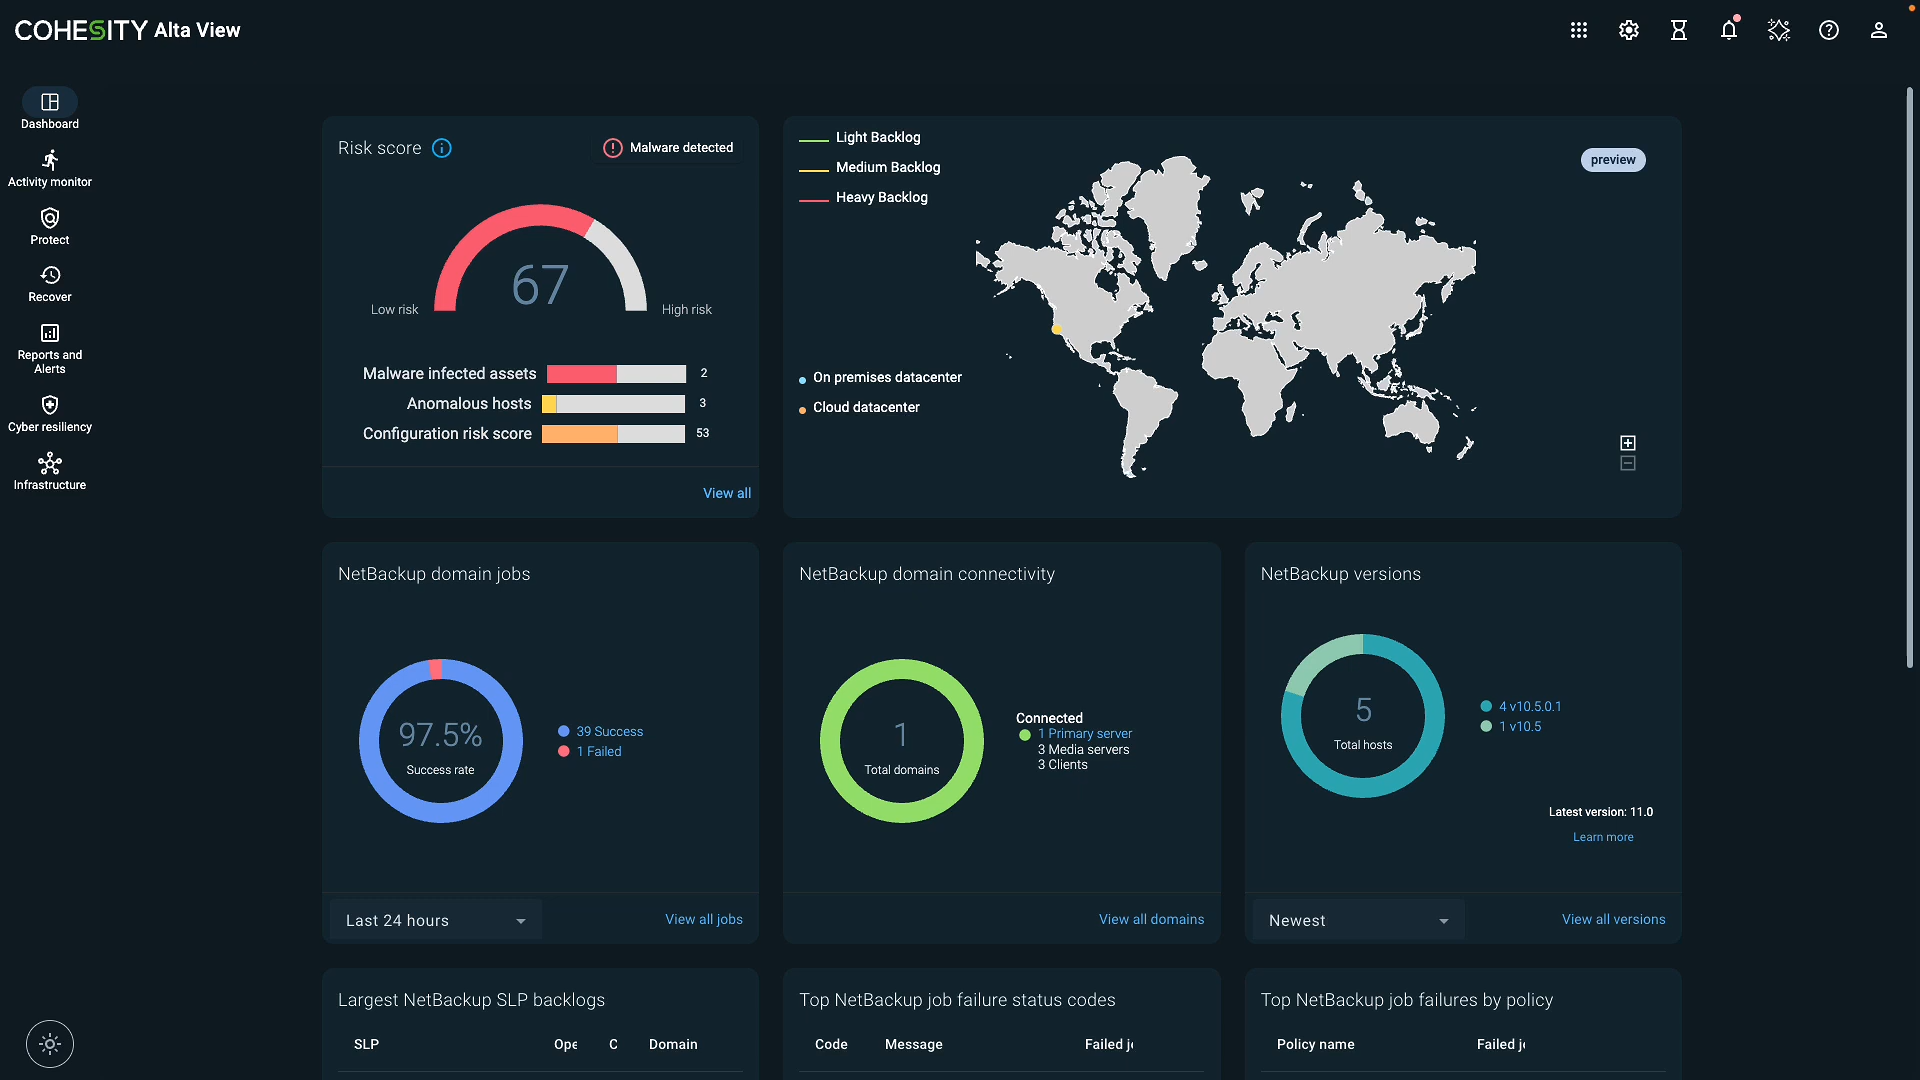 COHESITY Alta View
Dashboard
Activity monitor
Protect
Recover
Reports and
Alerts
Cyber resiliency
Infrastructure
Risk score
Malware detected
67
Low risk
High risk
Malware infected assets 2
Anomalous hosts 3
Configuration risk score 53
View all
Light Backlog
Medium Backlog
Heavy Backlog
preview
On premises datacenter
Cloud datacenter
NetBackup domain jobs
97.5%
Success rate
39 Success
1 Failed
Last 24 hours
View all jobs
NetBackup domain connectivity
1
Total domains
Connected
1 Primary server
3 Media servers
3 Clients
View all domains
NetBackup versions
5
Total hosts
4 v10.5.0.1
1 v10.5
Latest version: 11.0
Learn more
Newest
View all versions
Largest NetBackup SLP backlogs
SLP Ope C Domain
Top NetBackup job failure status codes
Code Message Failed
Top NetBackup job failures by policy
Policy name Failed